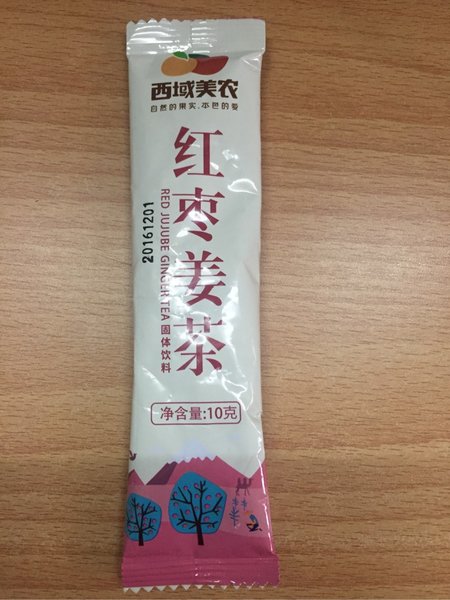 西域美农
自然的果实,本色的爱
红枣姜茶
RED JUJUBE GINGER TEA 固体饮料
20161201
净含量:10克